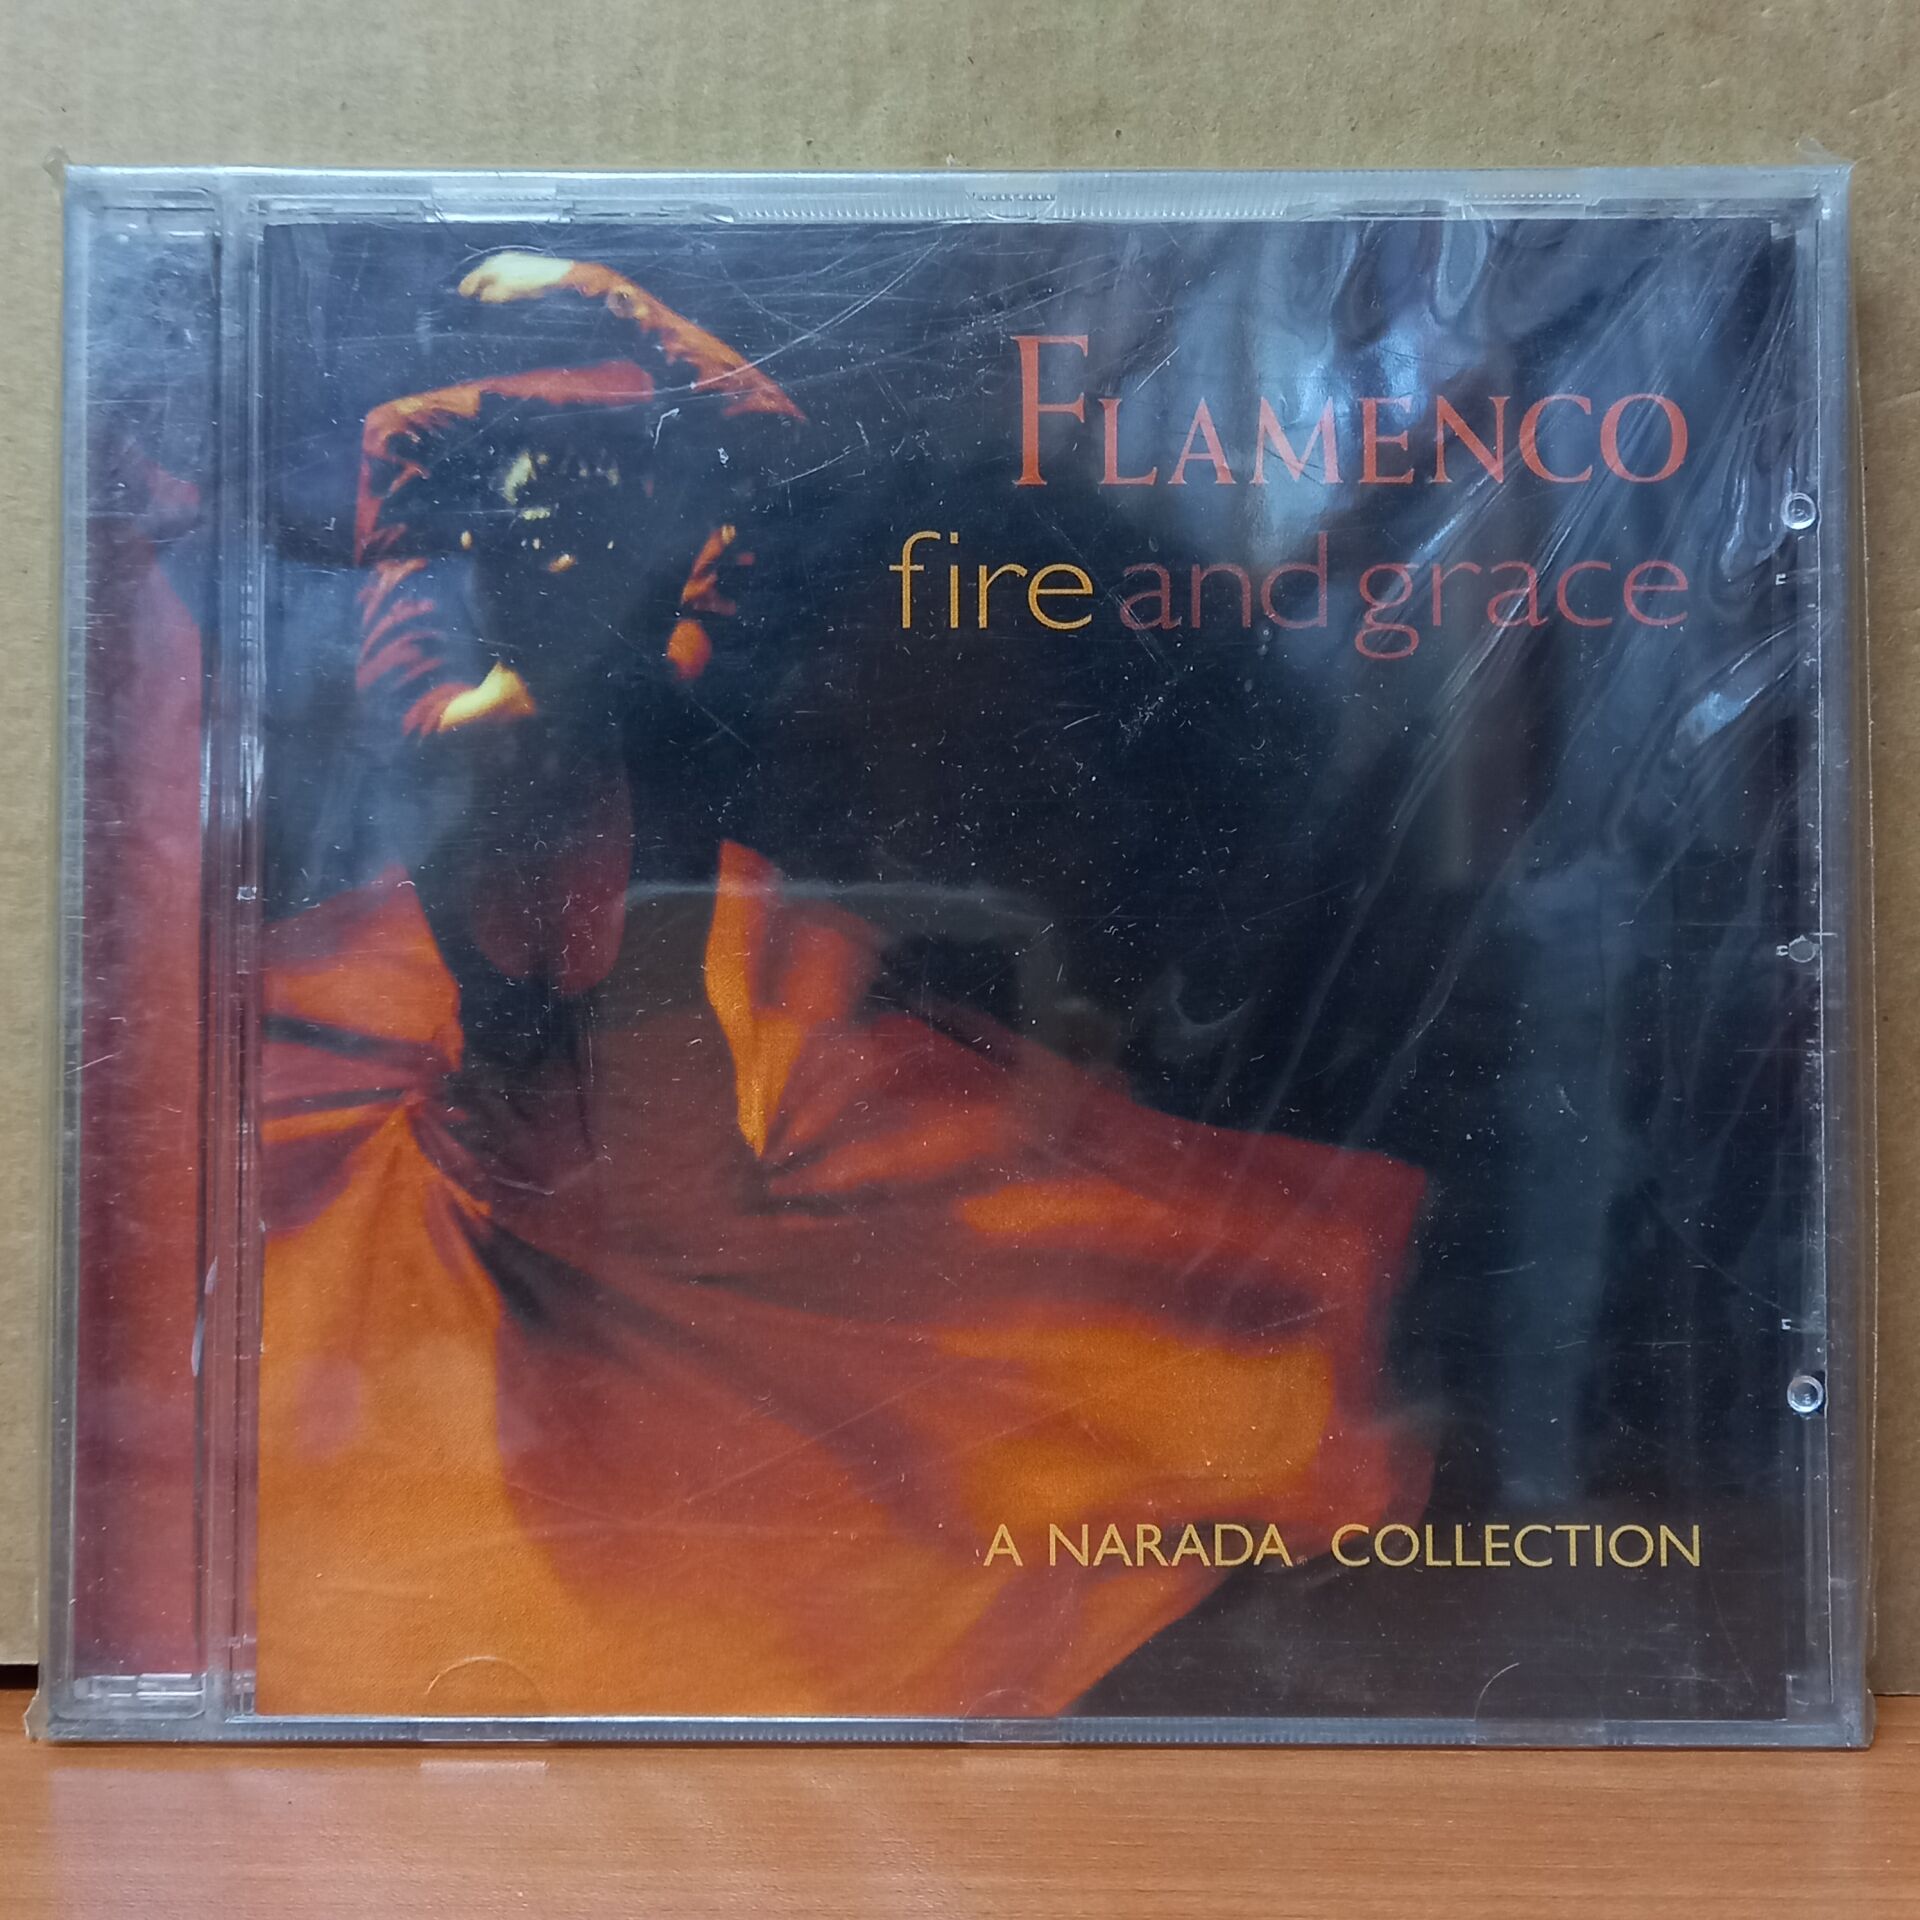 FLAMENCO
fire and grace
A NARADA® COLLECTION